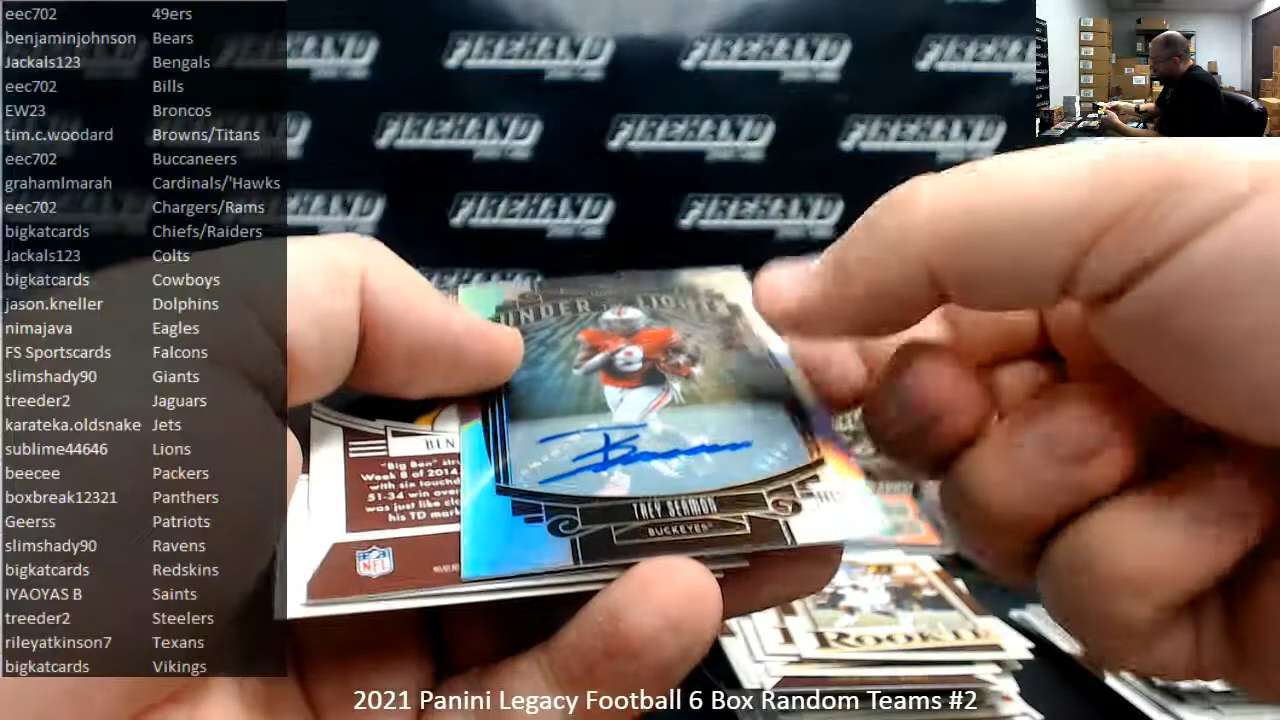 eec702 49ers
benjaminjohnson Bears
Jackals123 Bengals
eec702 Bills
EW23 Broncos
tim.c.woodard Browns/Titans
eec702 Buccaneers
grahamlmarah Cardinals/'Hawks
eec702 Chargers/Rams
bigkatcards Chiefs/Raiders
Jackals123 Colts
bigkatcards Cowboys
jason.kneller Dolphins
nimajava Eagles
FS Sportscards Falcons
slimshady90 Giants
treeder2 Jaguars
karateka.oldsnake Jets
sublime44646 Lions
beecee Packers
boxbreak12321 Panthers
Geerss Patriots
slimshady90 Ravens
bigkatcards Redskins
IYAOYAS B Saints
treeder2 Steelers
rileyatkinson7 Texans
bigkatcards Vikings
FIREHAND FIREHAND FIREHAND
FIREHAND FIREHAND FIREHAND
FIREHAND FIREHAND
UNDER LIGHTS
TREY SERMON
BUCKEYES
BEN
"Big Ben"
Week 8 of 2014,
with six touchd
51-34 win over
was just like
his TD mark
NFL
ROOKIE
2021 Panini Legacy Football 6 Box Random Teams #2